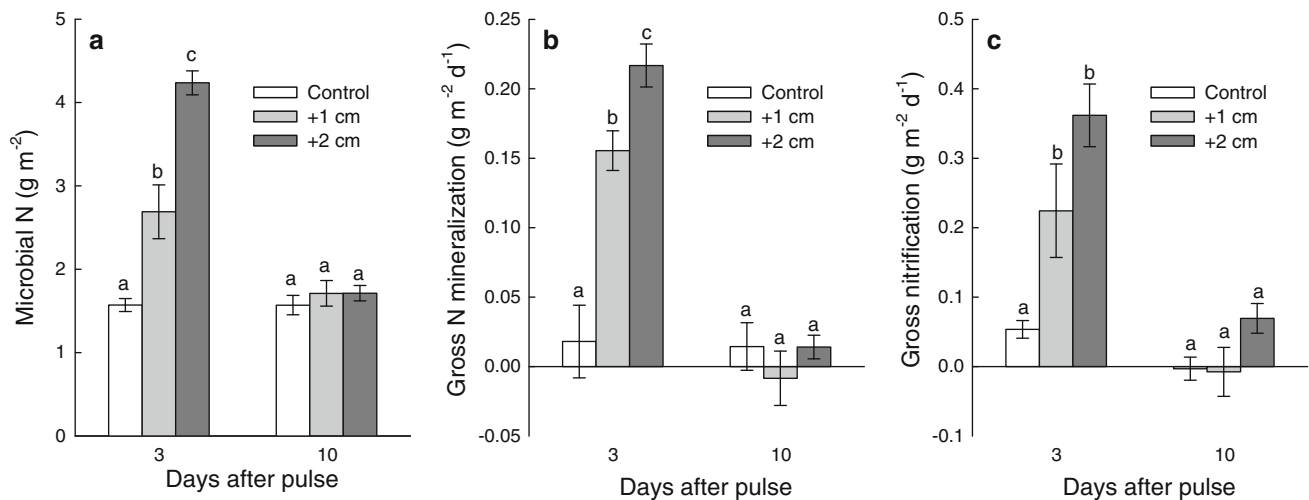 a
Microbial N (g m⁻²)
5
4
3
2
1
0
c
b
a
a
a
a
Control
+1 cm
+2 cm
3
10
Days after pulse
b
Gross N mineralization (g m⁻² d⁻¹)
0.25
0.20
0.15
0.10
0.05
0.00
-0.05
c
b
a
a
a
a
Control
+1 cm
+2 cm
3
10
Days after pulse
c
Gross nitrification (g m⁻² d⁻¹)
0.5
0.4
0.3
0.2
0.1
0.0
-0.1
b
b
a
a
a
a
Control
+1 cm
+2 cm
3
10
Days after pulse